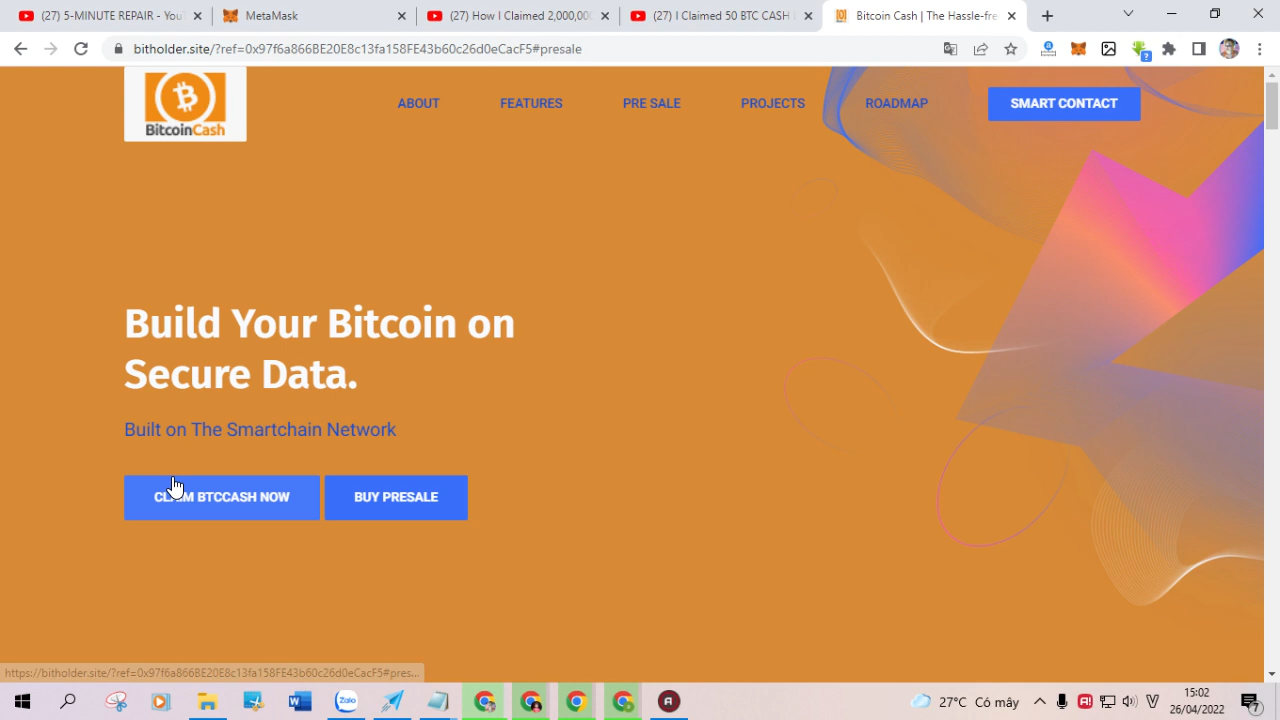 (27) 5-MINUTE REPAIR - You
MetaMask
(27) How I Claimed 2,000,000
(27) I Claimed 50 BTC CASH
Bitcoin Cash | The Hassle-fre
bitholder.site/?ref=0x97f6a866BE20E8c13fa158FE43b60c26d0eCacF5#presale
BitcoinCash
ABOUT
FEATURES
PRE SALE
PROJECTS
ROADMAP
SMART CONTACT
Build Your Bitcoin on
Secure Data.
Built on The Smartchain Network
CLAIM BTCCASH NOW
BUY PRESALE
https://bitholder.site/?ref=0x97f6a866BE20E8c13fa158FE43b60c26d0eCacF5#pres...
Zalo
27°C Có mây
15:02
26/04/2022